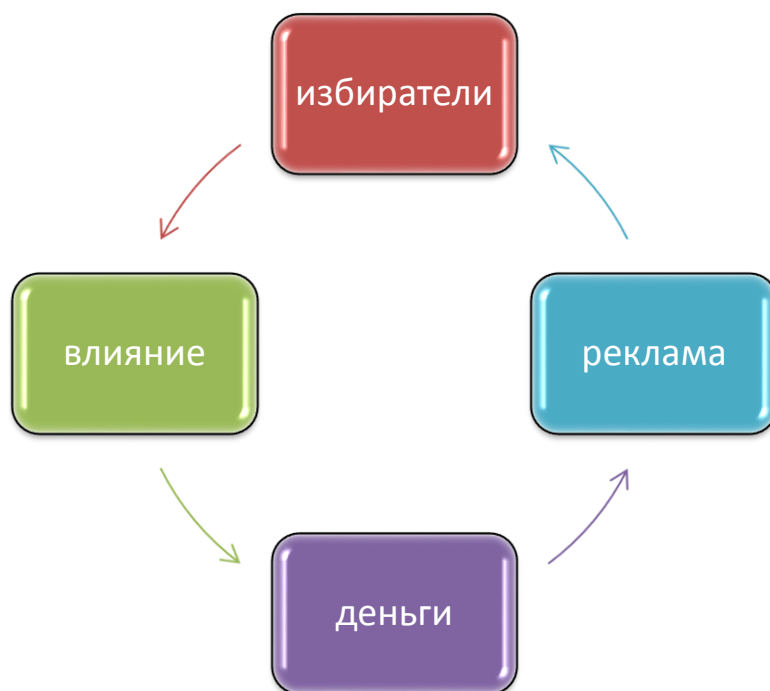 избиратели
влияние
реклама
деньги